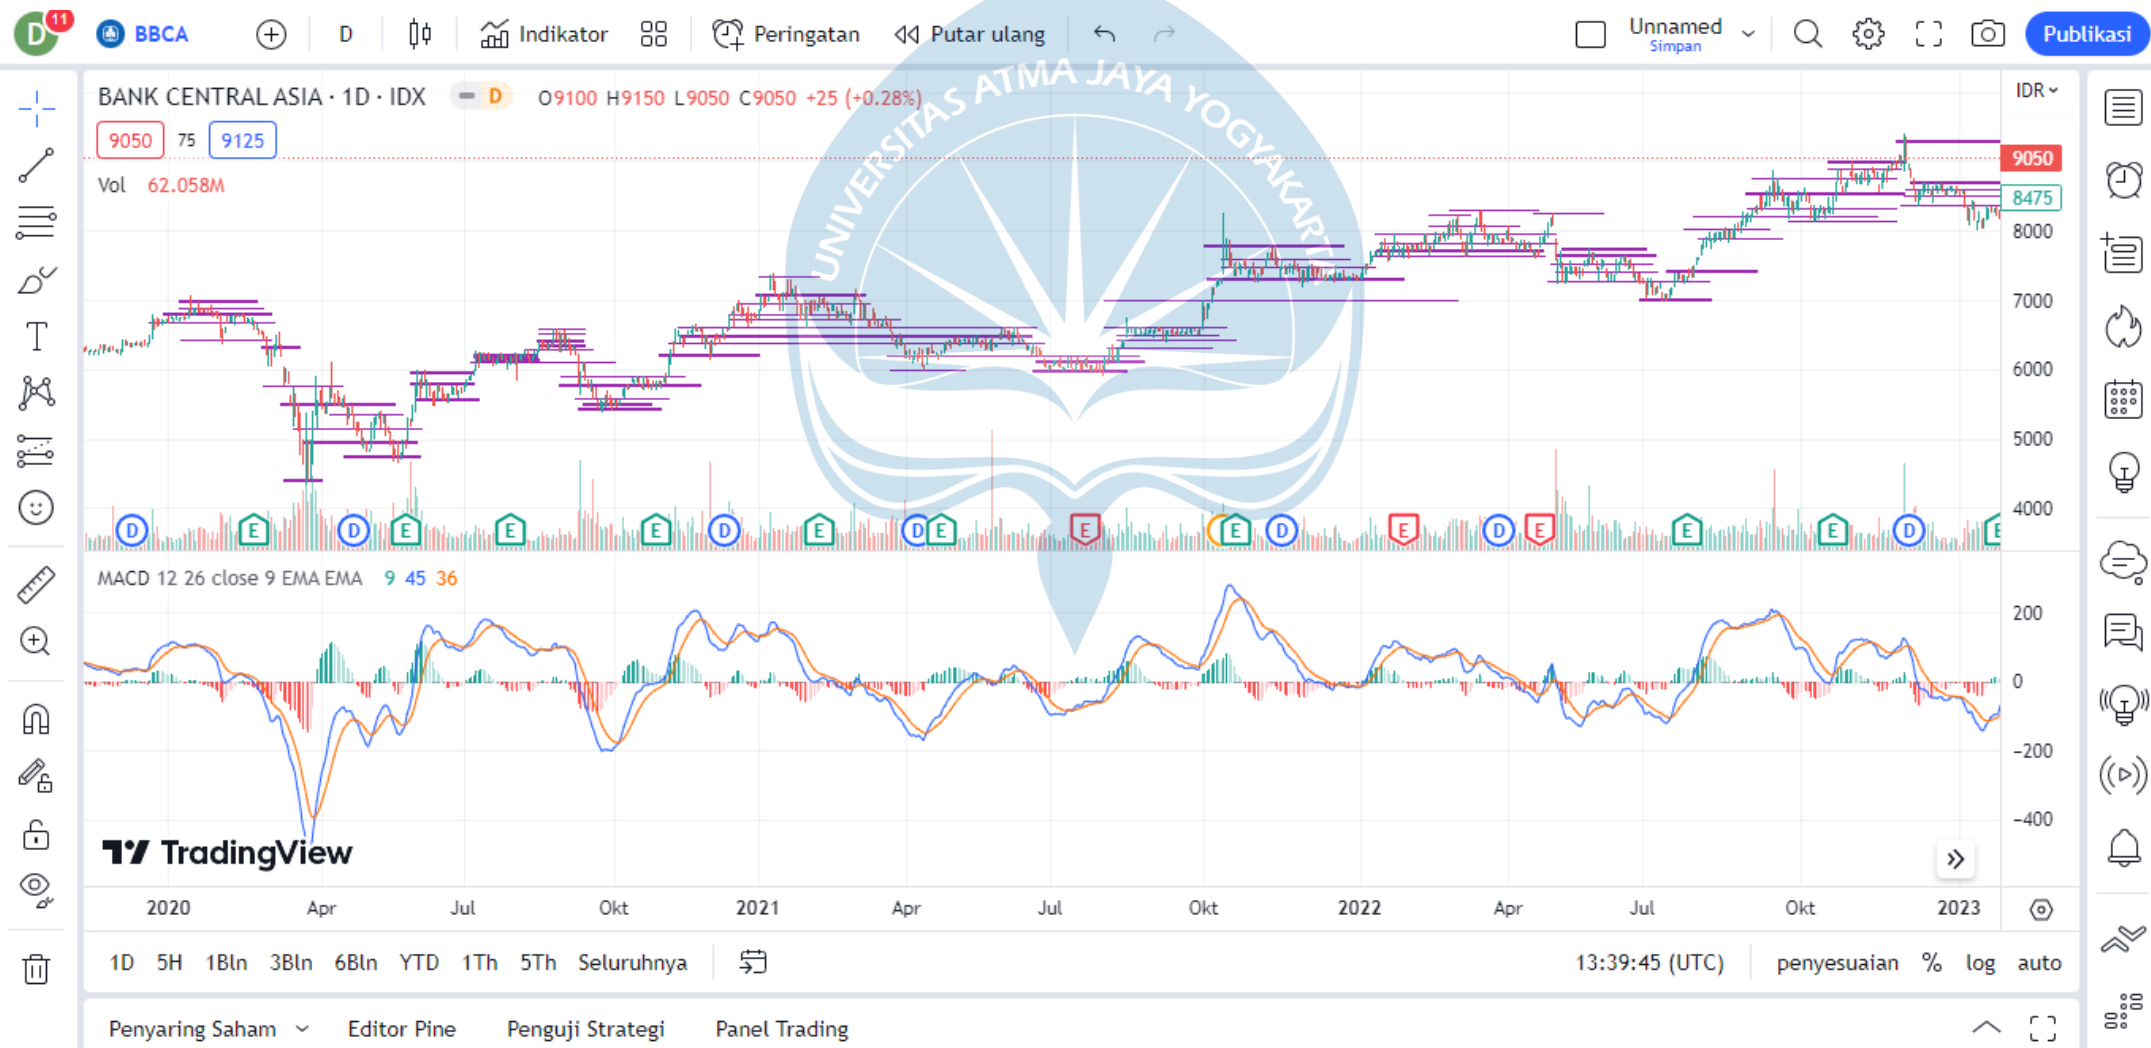 D 11 BBCA D Indikator Peringatan Putar ulang Unnamed Publikasi
Simpan
BANK CENTRAL ASIA · 1D · IDX D O9100 H9150 L9050 C9050 +25 (+0.28%) IDR
9050 75 9125
Vol 62.058M
UNIVERSITAS ATMA JAYA YOGYAKARTA
9050
8475
8000
7000
6000
5000
4000
D E D E E E D E D E E E D E D E E E D E
MACD 12 26 close 9 EMA EMA 9 45 36
200
0
−200
−400
TradingView
2020 Apr Jul Okt 2021 Apr Jul Okt 2022 Apr Jul Okt 2023
1D 5H 1Bln 3Bln 6Bln YTD 1Th 5Th Seluruhnya 13:39:45 (UTC) penyesuaian % log auto
Penyaring Saham Editor Pine Penguji Strategi Panel Trading